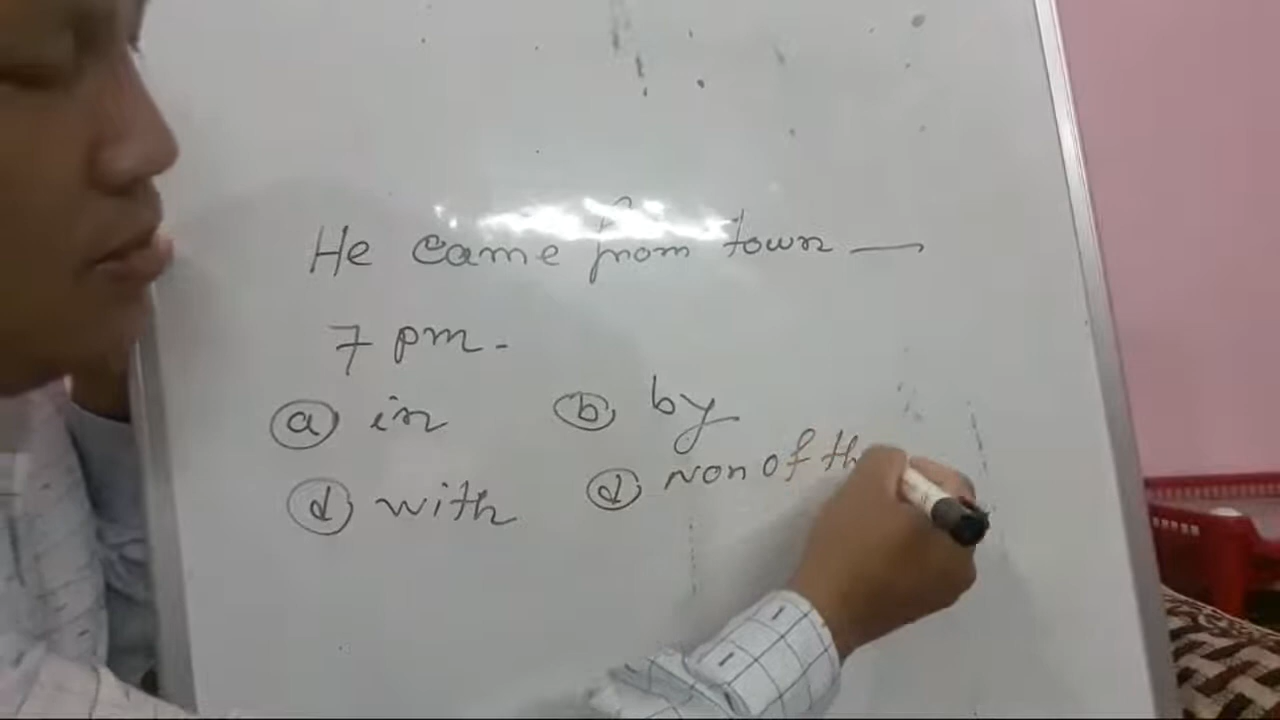 He came from town —
7 pm.
ⓐ in ⓑ by
ⓓ with ⓓ Non of th